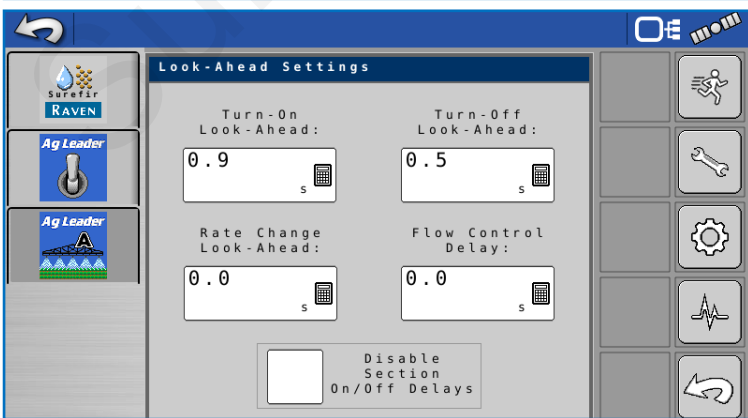 Look-Ahead Settings
Surefir
RAVEN
Turn-On
Look-Ahead:
Turn-Off
Look-Ahead:
0.9
s
0.5
s
Ag Leader
Rate Change
Look-Ahead:
Flow Control
Delay:
Ag Leader
A
0.0
s
0.0
s
Disable
Section
On/Off Delays